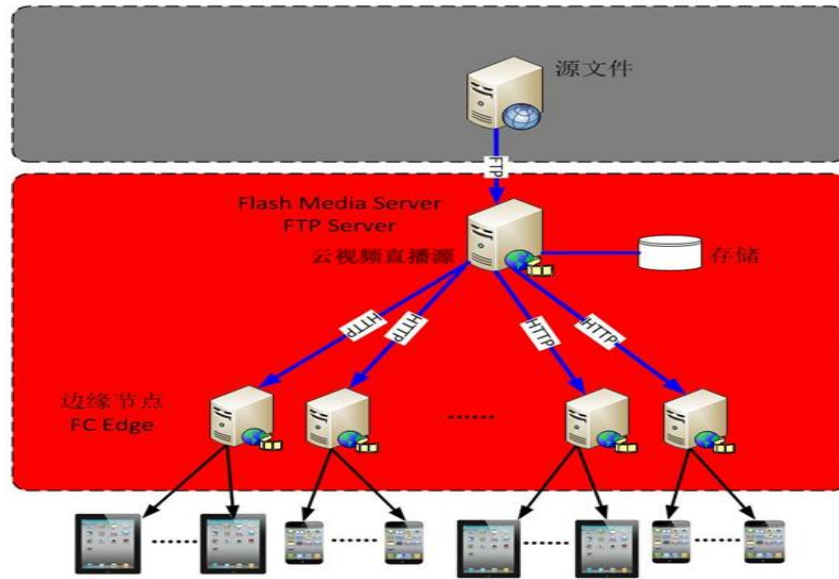 源文件
FTP
Flash Media Server
FTP Server
云视频直播源
存储
HTTP
HTTP
HTTP
HTTP
边缘节点
FC Edge
......